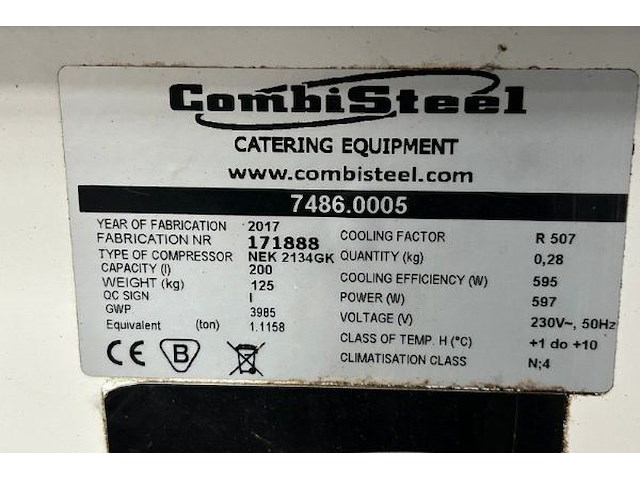 CombiSteel
CATERING EQUIPMENT
www.combisteel.com
7486.0005
YEAR OF FABRICATION 2017
FABRICATION NR 171888
TYPE OF COMPRESSOR NEK 2134GK
CAPACITY (l) 200
WEIGHT (kg) 125
QC SIGN I
GWP 3985
Equivalent (ton) 1.1158
COOLING FACTOR R 507
QUANTITY (kg) 0,28
COOLING EFFICIENCY (W) 595
POWER (W) 597
VOLTAGE (V) 230V~, 50Hz
CLASS OF TEMP. H (°C) +1 do +10
CLIMATISATION CLASS N;4
CE B